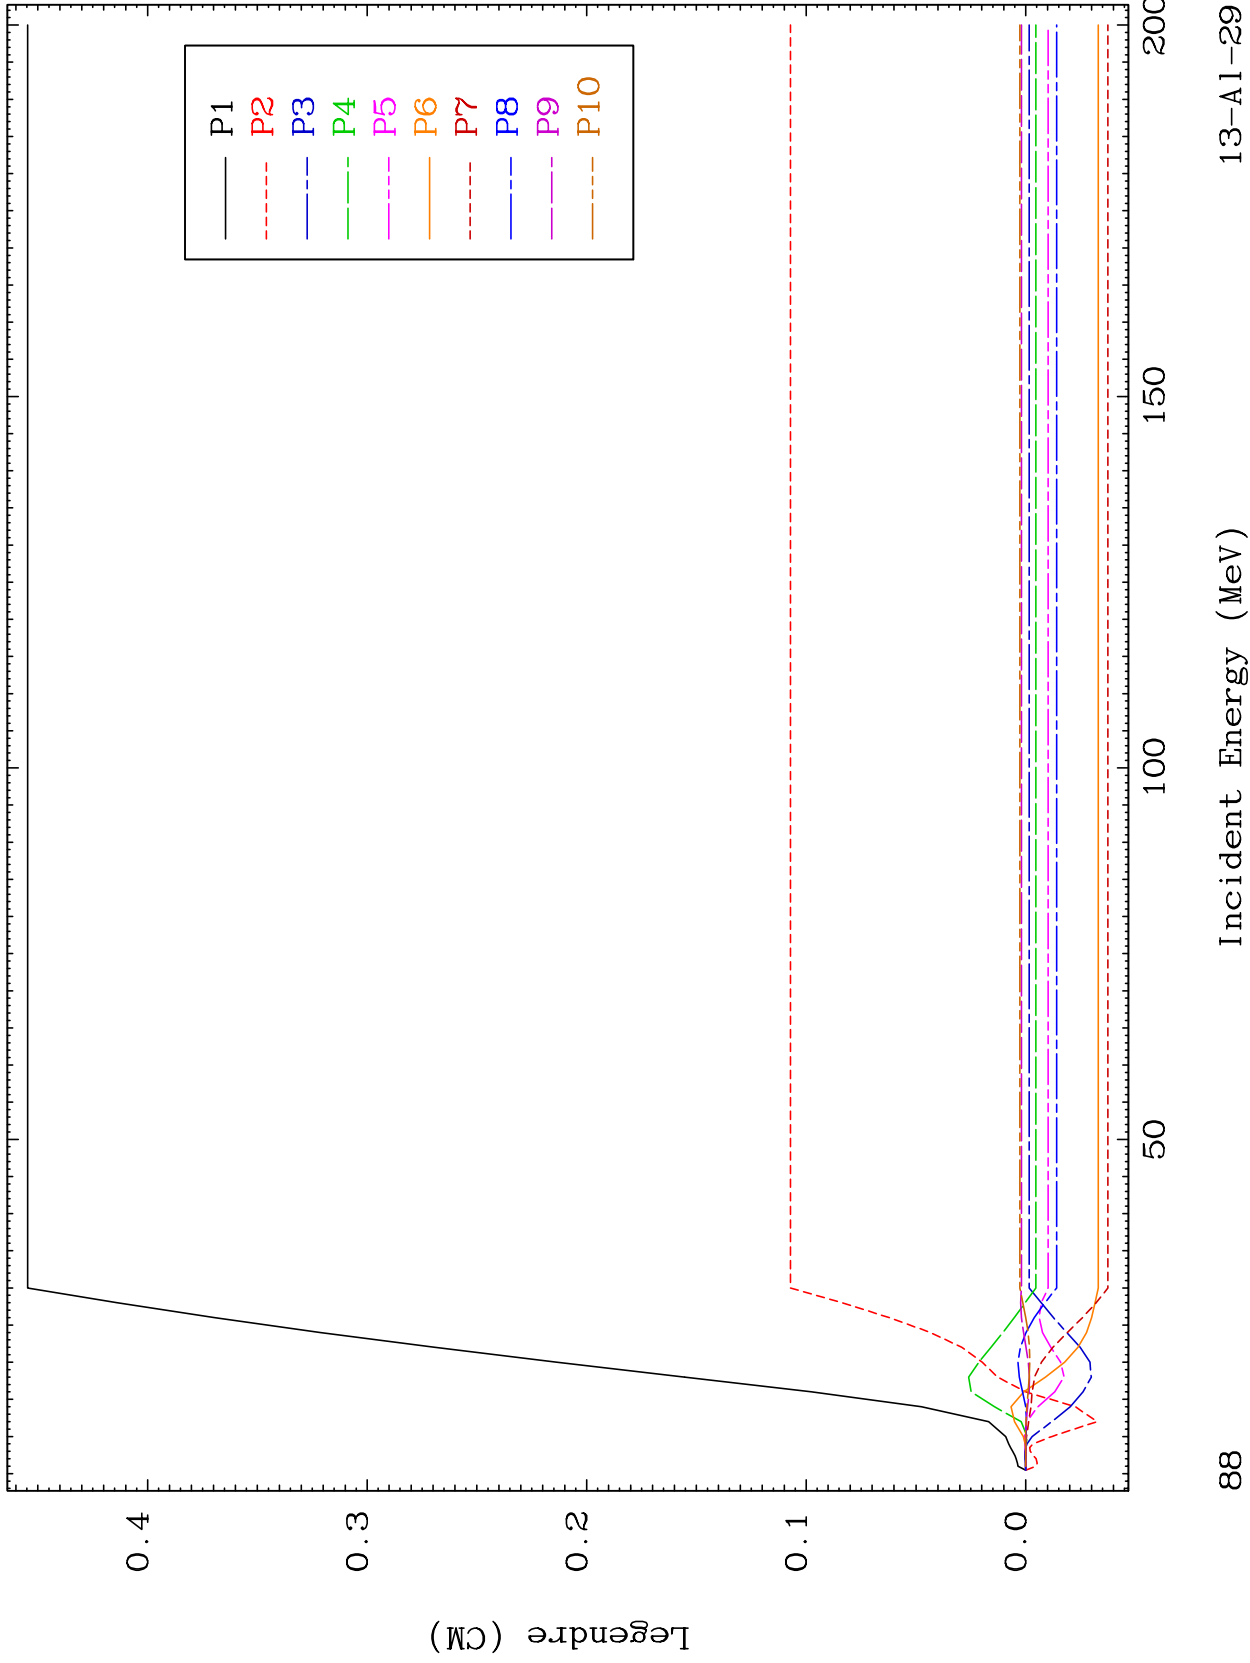 P1
P2
P3
P4
P5
P6
P7
P8
P9
P10
Legendre (CM)
0.4
0.3
0.2
0.1
0.0
50
100
150
200
Incident Energy (MeV)
88
13-Al-29